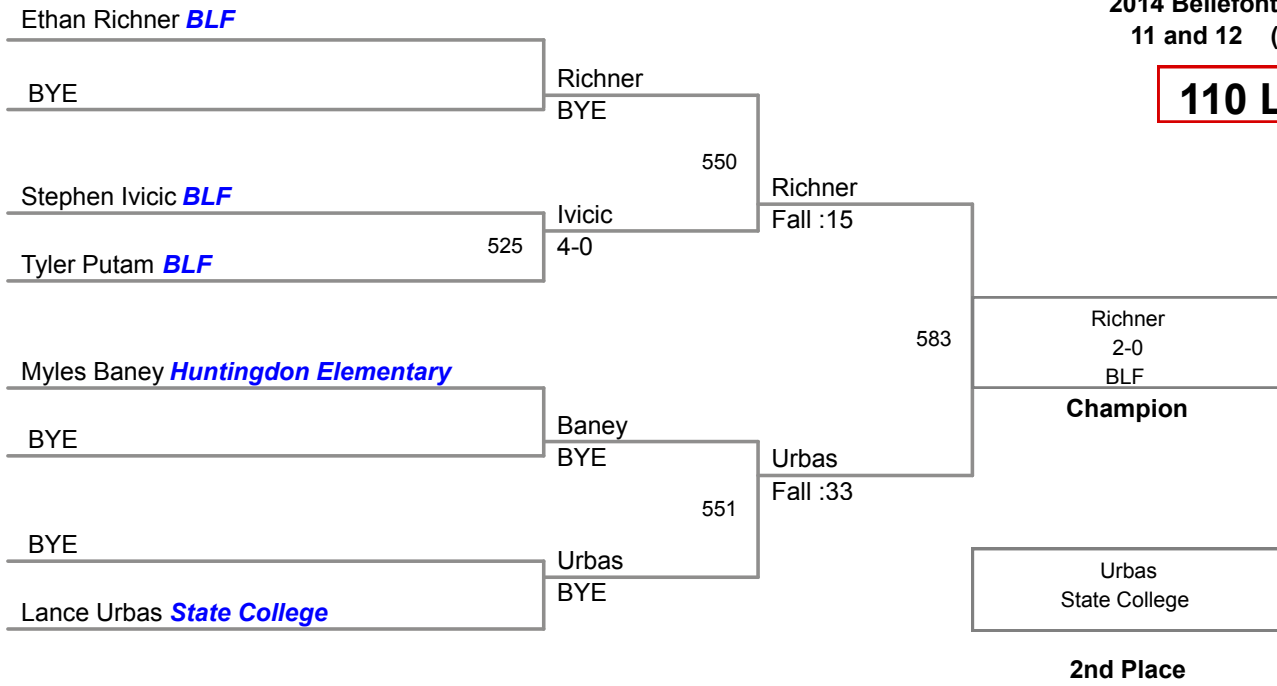 Ethan Richner BLF
2014 Bellefont
11 and 12 (
110 L
BYE
Richner
BYE
550
Stephen Ivicic BLF
Richner
Fall :15
Ivicic
525 4-0
Tyler Putam BLF
583
Richner
2-0
BLF
Champion
Myles Baney Huntingdon Elementary
BYE
Baney
BYE
Urbas
Fall :33
551
BYE
Urbas
BYE
Lance Urbas State College
Urbas
State College
2nd Place